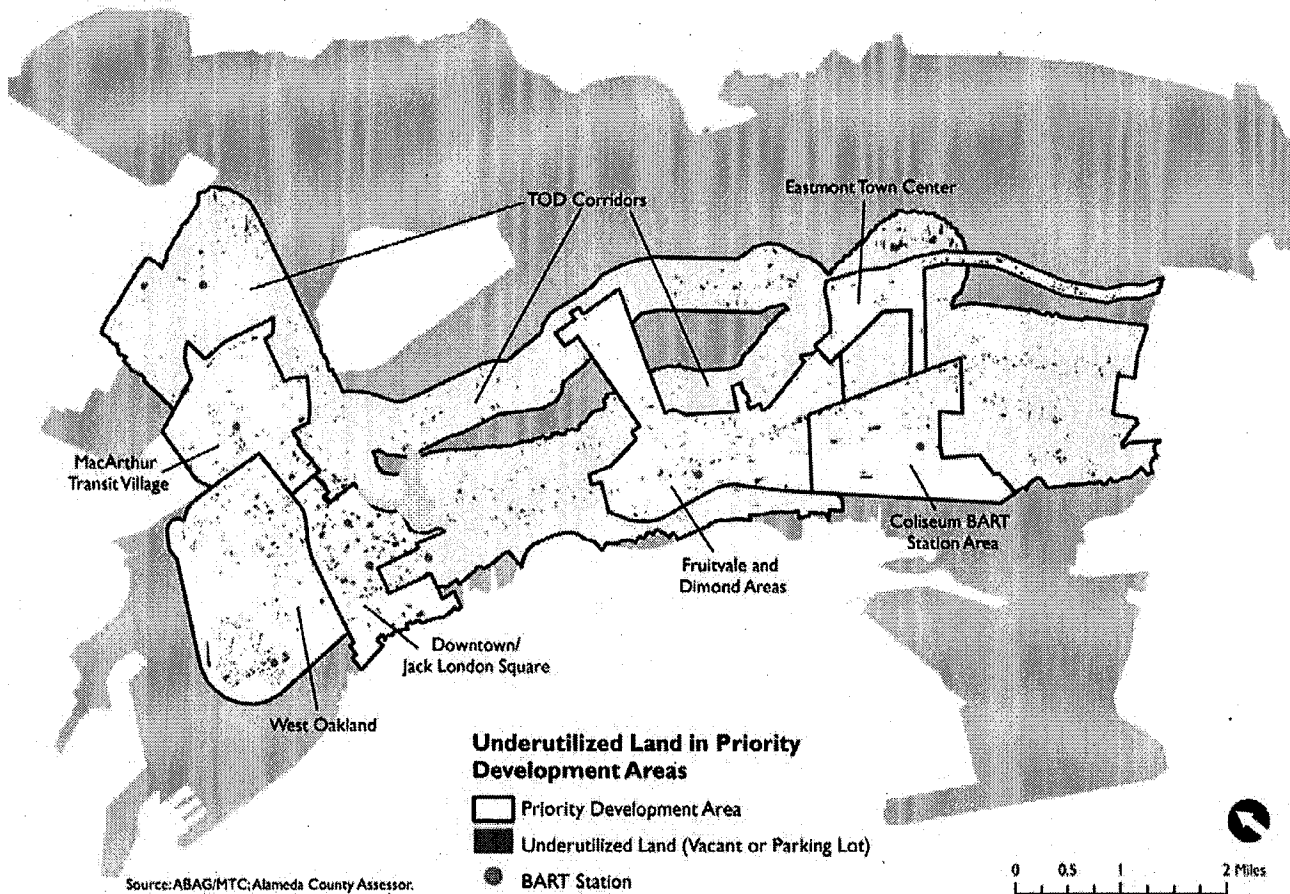 TOD Corridors
Eastmont Town Center
MacArthur
Transit Village
Coliseum BART
Station Area
Fruitvale and
Dimond Areas
Downtown/
Jack London Square
West Oakland
Underutilized Land in Priority
Development Areas
Priority Development Area
Underutilized Land (Vacant or Parking Lot)
BART Station
Source: ABAG/MTC; Alameda County Assessor.
0 0.5 1 2 Miles